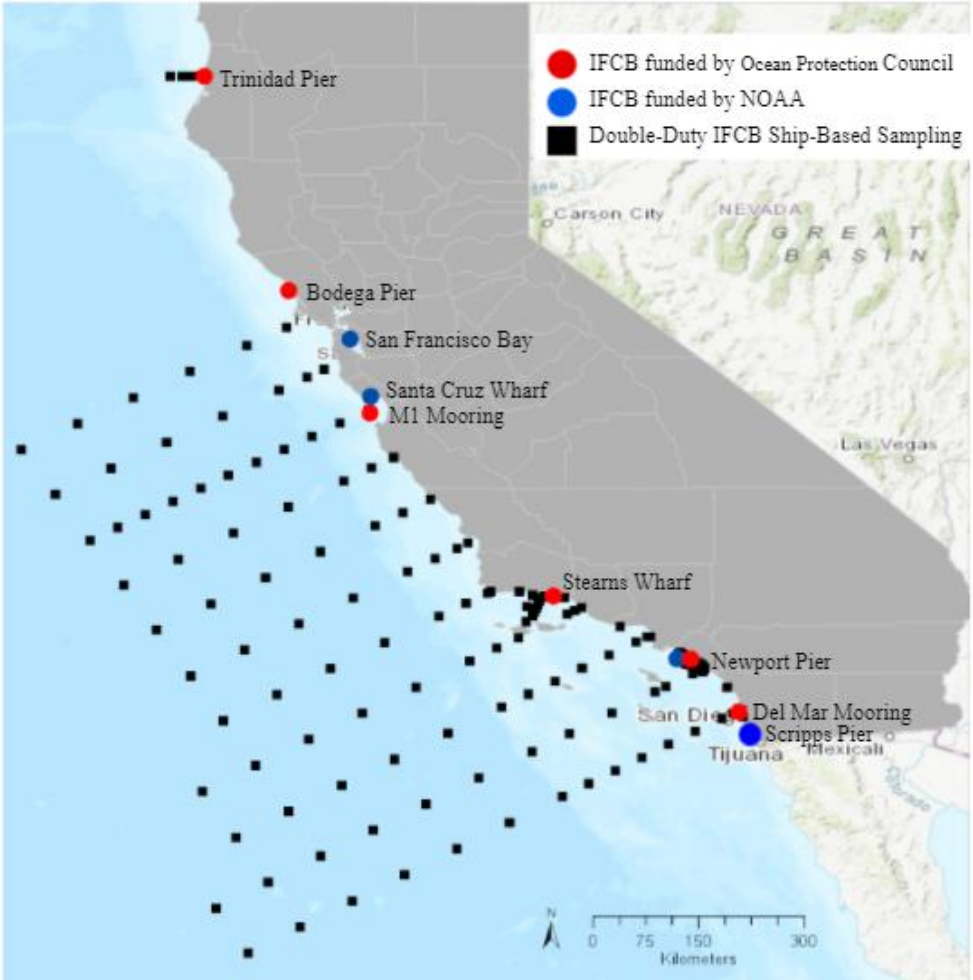 IFCB funded by Ocean Protection Council
IFCB funded by NOAA
Double-Duty IFCB Ship-Based Sampling
Trinidad Pier
Carson City
NEVADA
GREAT
BASIN
Bodega Pier
San Francisco Bay
Santa Cruz Wharf
M1 Mooring
Las Vegas
Stearns Wharf
Newport Pier
San Die
Del Mar Mooring
Scripps Pier
Tijuana
Mexicali
Colorado
N
0 75 150 300
Kilometers